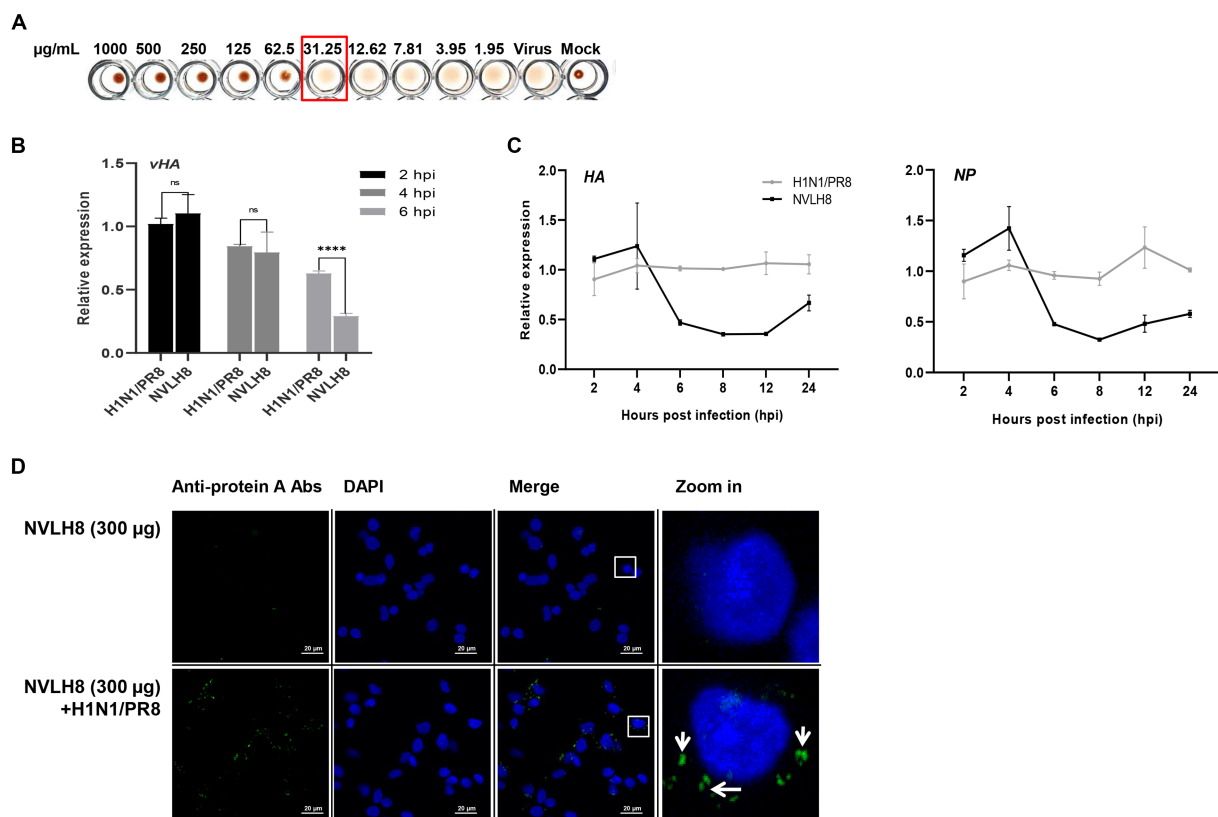 A
µg/mL 1000 500 250 125 62.5 31.25 12.62 7.81 3.95 1.95 Virus Mock
B
vHA
Relative expression
1.5
1.0
0.5
0.0
ns
ns
****
2 hpi
4 hpi
6 hpi
H1N1/PR8
NVLH8
H1N1/PR8
NVLH8
H1N1/PR8
NVLH8
C
HA
Relative expression
2.0
1.5
1.0
0.5
0.0
2 4 6 8 12 24
Hours post infection (hpi)
H1N1/PR8
NVLH8
NP
2.0
1.5
1.0
0.5
0.0
2 4 6 8 12 24
Hours post infection (hpi)
D
Anti-protein A Abs DAPI Merge Zoom in
NVLH8 (300 µg)
20 µm 20 µm 20 µm
NVLH8 (300 µg)
+H1N1/PR8
20 µm 20 µm 20 µm